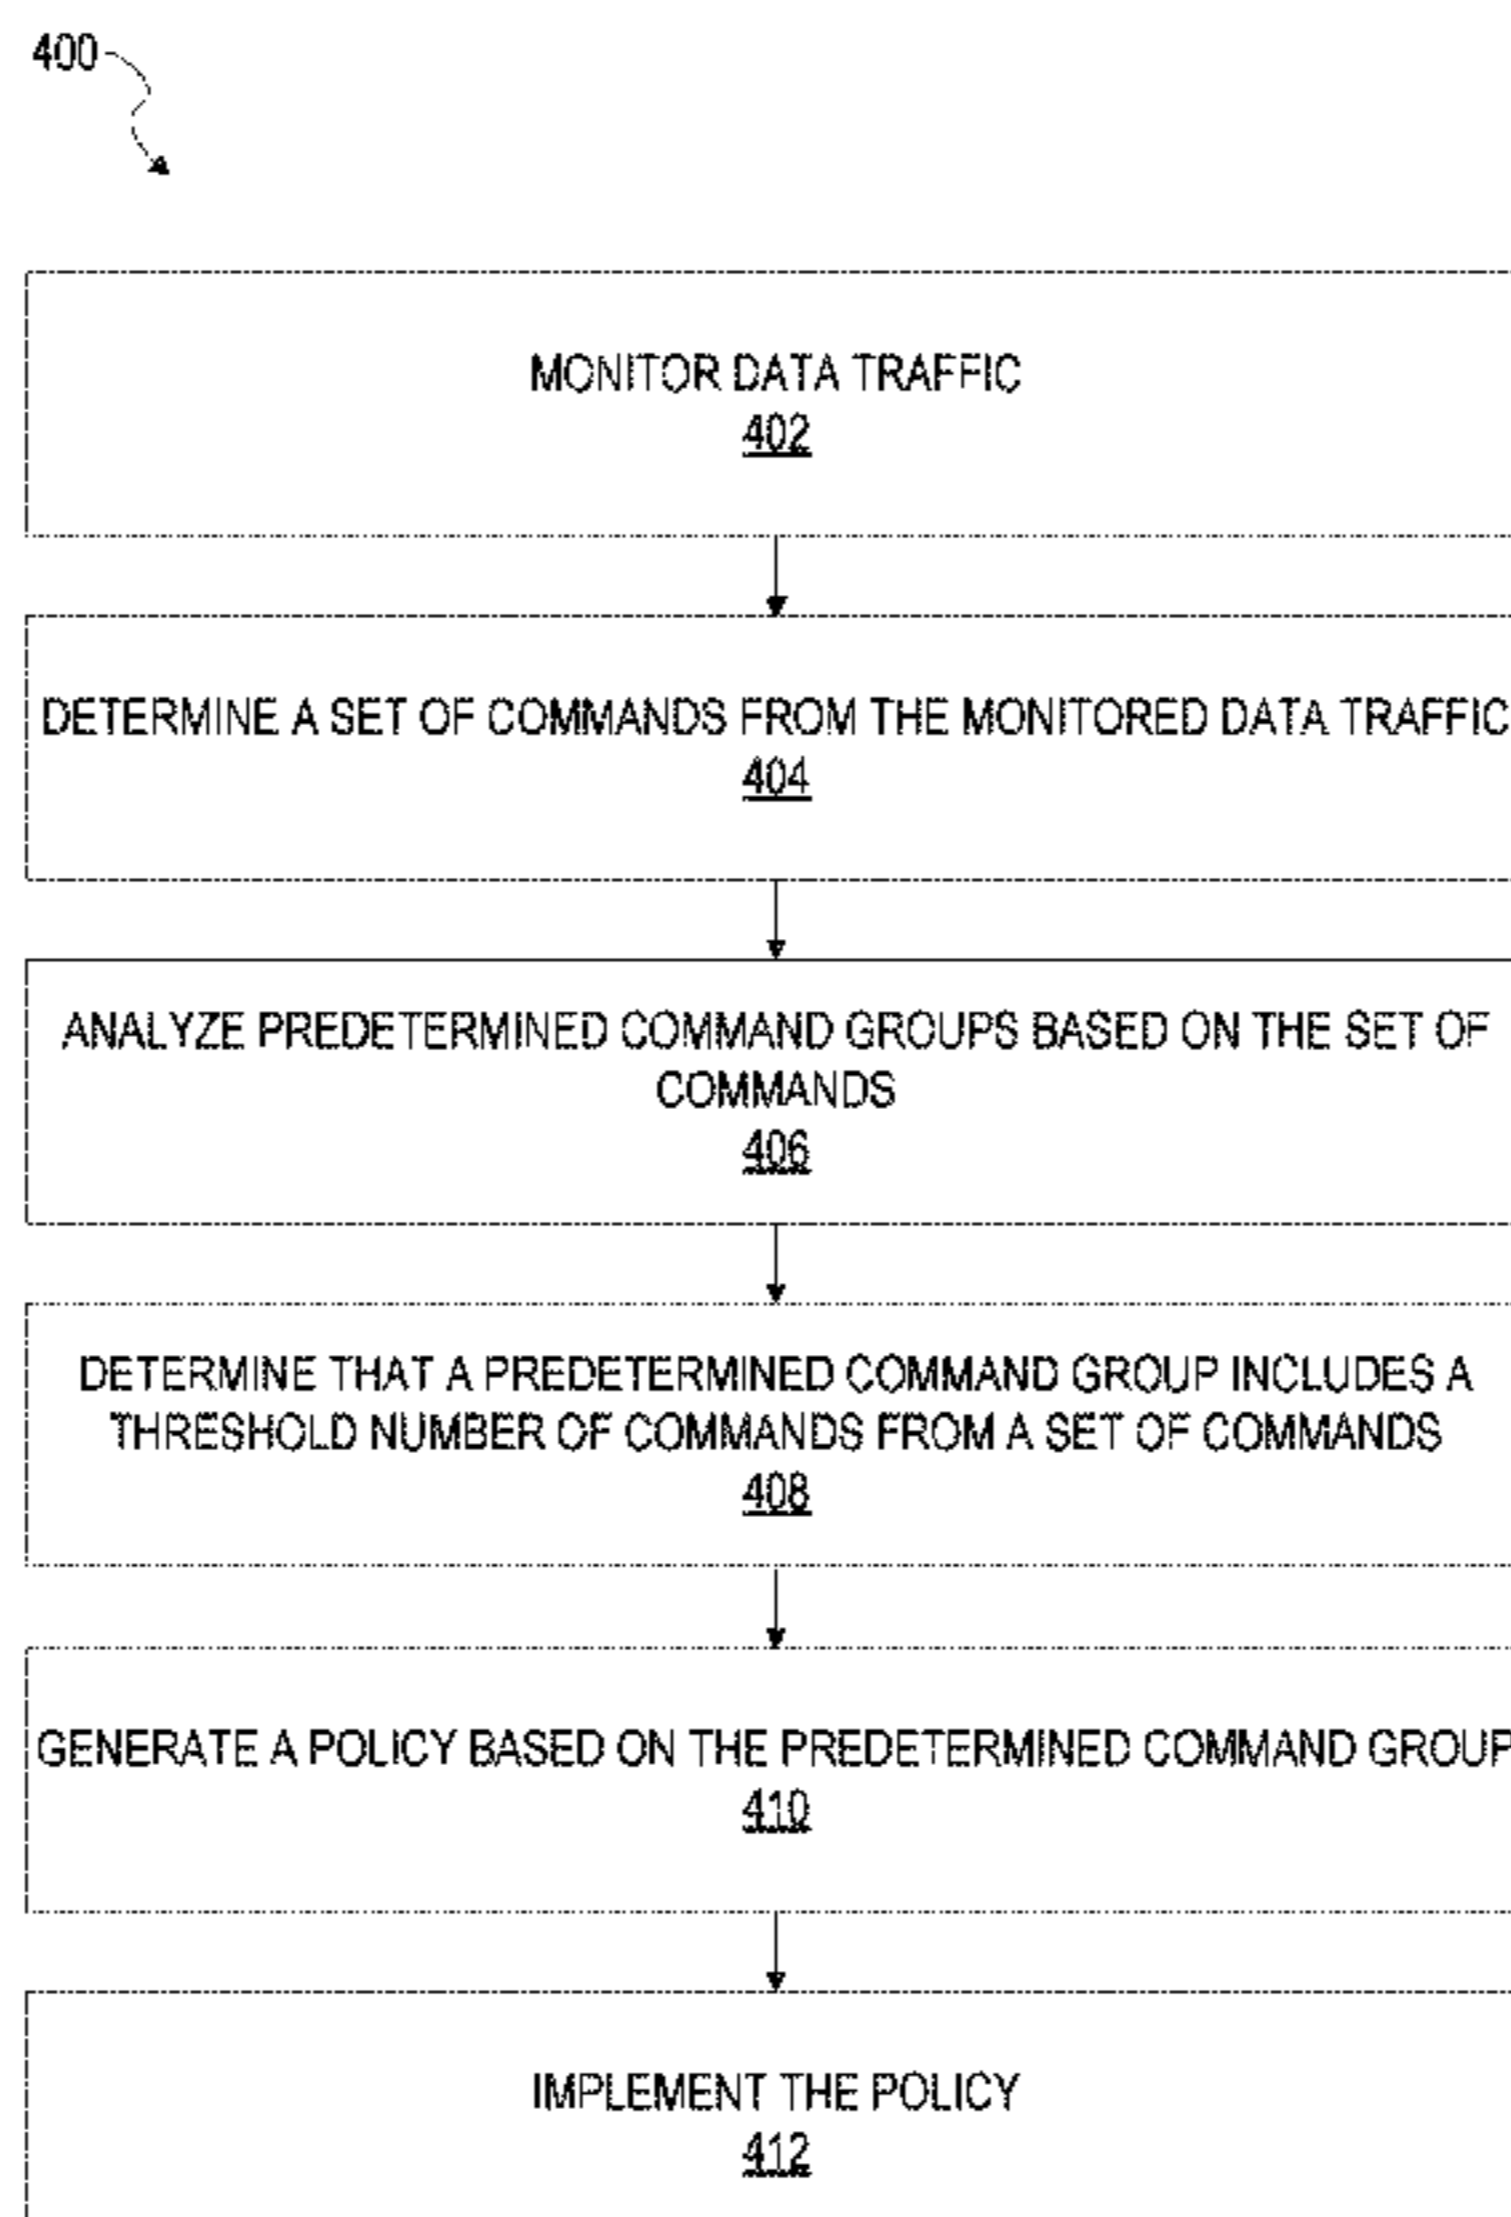 400
MONITOR DATA TRAFFIC
402
DETERMINE A SET OF COMMANDS FROM THE MONITORED DATA TRAFFIC
404
ANALYZE PREDETERMINED COMMAND GROUPS BASED ON THE SET OF
COMMANDS
406
DETERMINE THAT A PREDETERMINED COMMAND GROUP INCLUDES A
THRESHOLD NUMBER OF COMMANDS FROM A SET OF COMMANDS
408
GENERATE A POLICY BASED ON THE PREDETERMINED COMMAND GROUP
410
IMPLEMENT THE POLICY
412